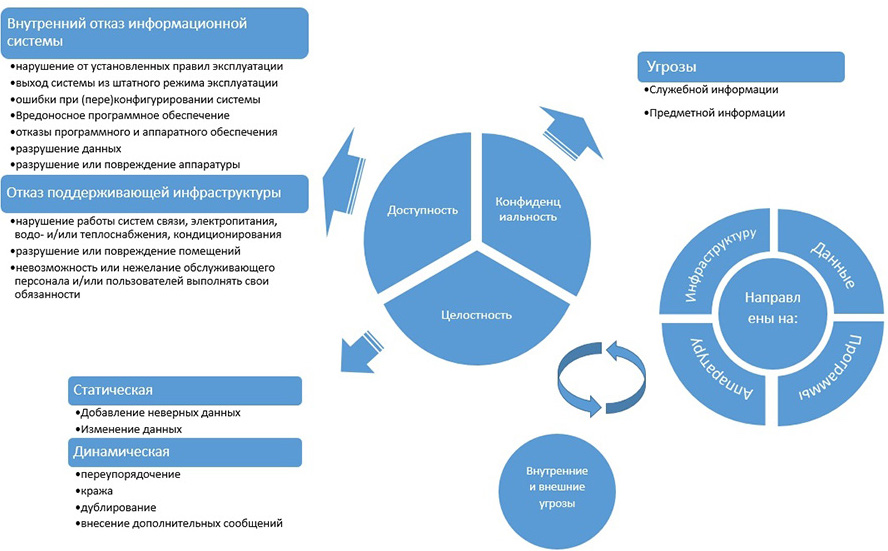 Внутренний отказ информационной
системы
•нарушение от установленных правил эксплуатации
•выход системы из штатного режима эксплуатации
•ошибки при (пере)конфигурировании системы
•Вредоносное программное обеспечение
•отказы программного и аппаратного обеспечения
•разрушение данных
•разрушение или повреждение аппаратуры
Отказ поддерживающей инфраструктуры
•нарушение работы систем связи, электропитания,
водо- и/или теплоснабжения, кондиционирования
•разрушение или повреждение помещений
•невозможность или нежелание обслуживающего
персонала и/или пользователей выполнять свои
обязанности
Угрозы
•Служебной информации
•Предметной информации
Доступность
Конфиденц
иальность
Целостность
Инфраструктуру
Данные
Направл
ены на:
Аппаратуру
Программы
Статическая
•Добавление неверных данных
•Изменение данных
Динамическая
•переупорядочение
•кража
•дублирование
•внесение дополнительных сообщений
Внутренние
и внешние
угрозы